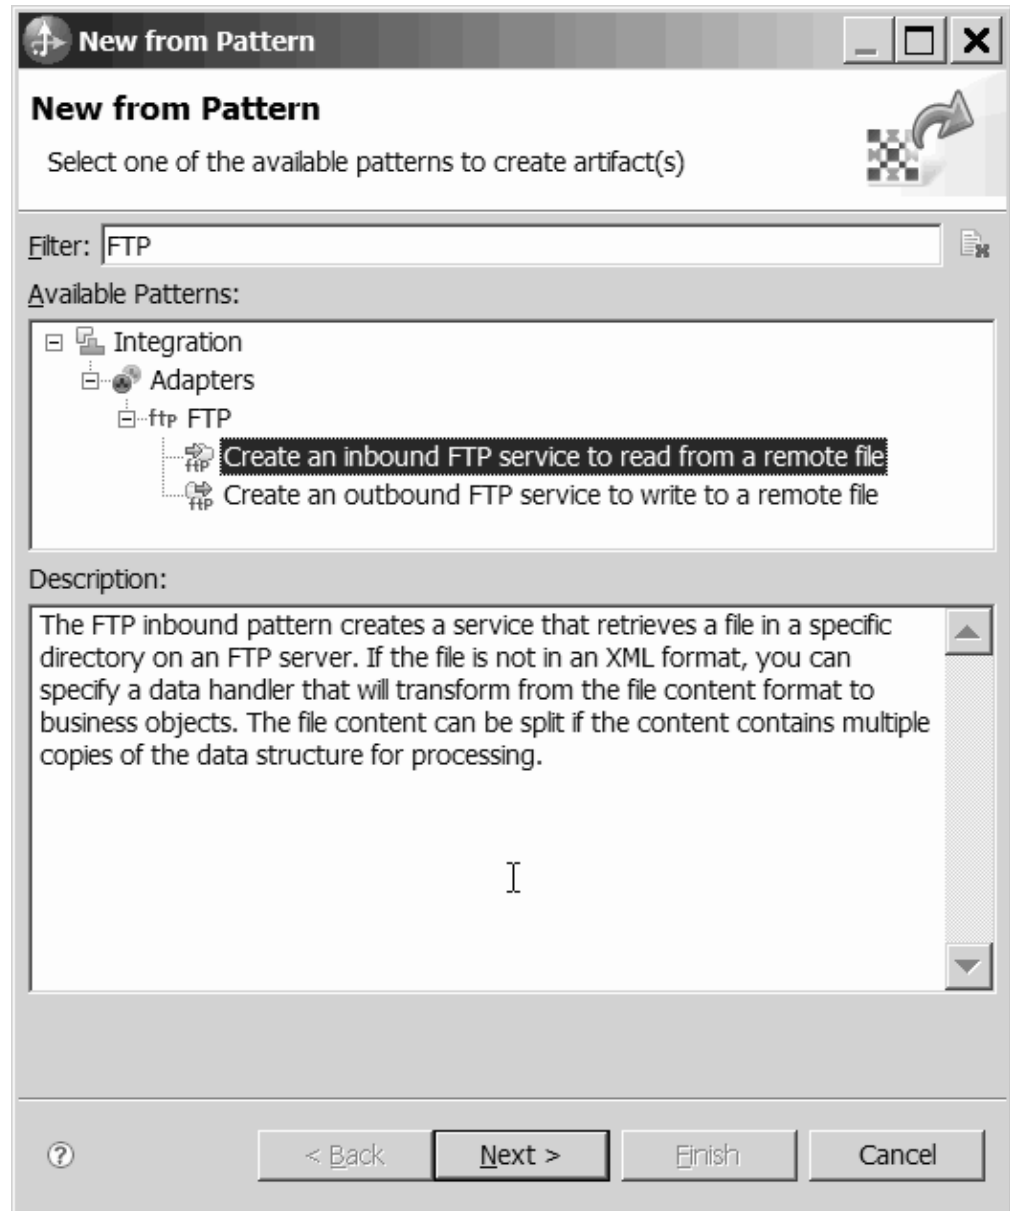 New from Pattern
New from Pattern
Select one of the available patterns to create artifact(s)
Filter: FTP
Available Patterns:
Integration
Adapters
ftp FTP
ftp Create an inbound FTP service to read from a remote file
ftp Create an outbound FTP service to write to a remote file
Description:
The FTP inbound pattern creates a service that retrieves a file in a specific
directory on an FTP server. If the file is not in an XML format, you can
specify a data handler that will transform from the file content format to
business objects. The file content can be split if the content contains multiple
copies of the data structure for processing.
? < Back Next > Finish Cancel